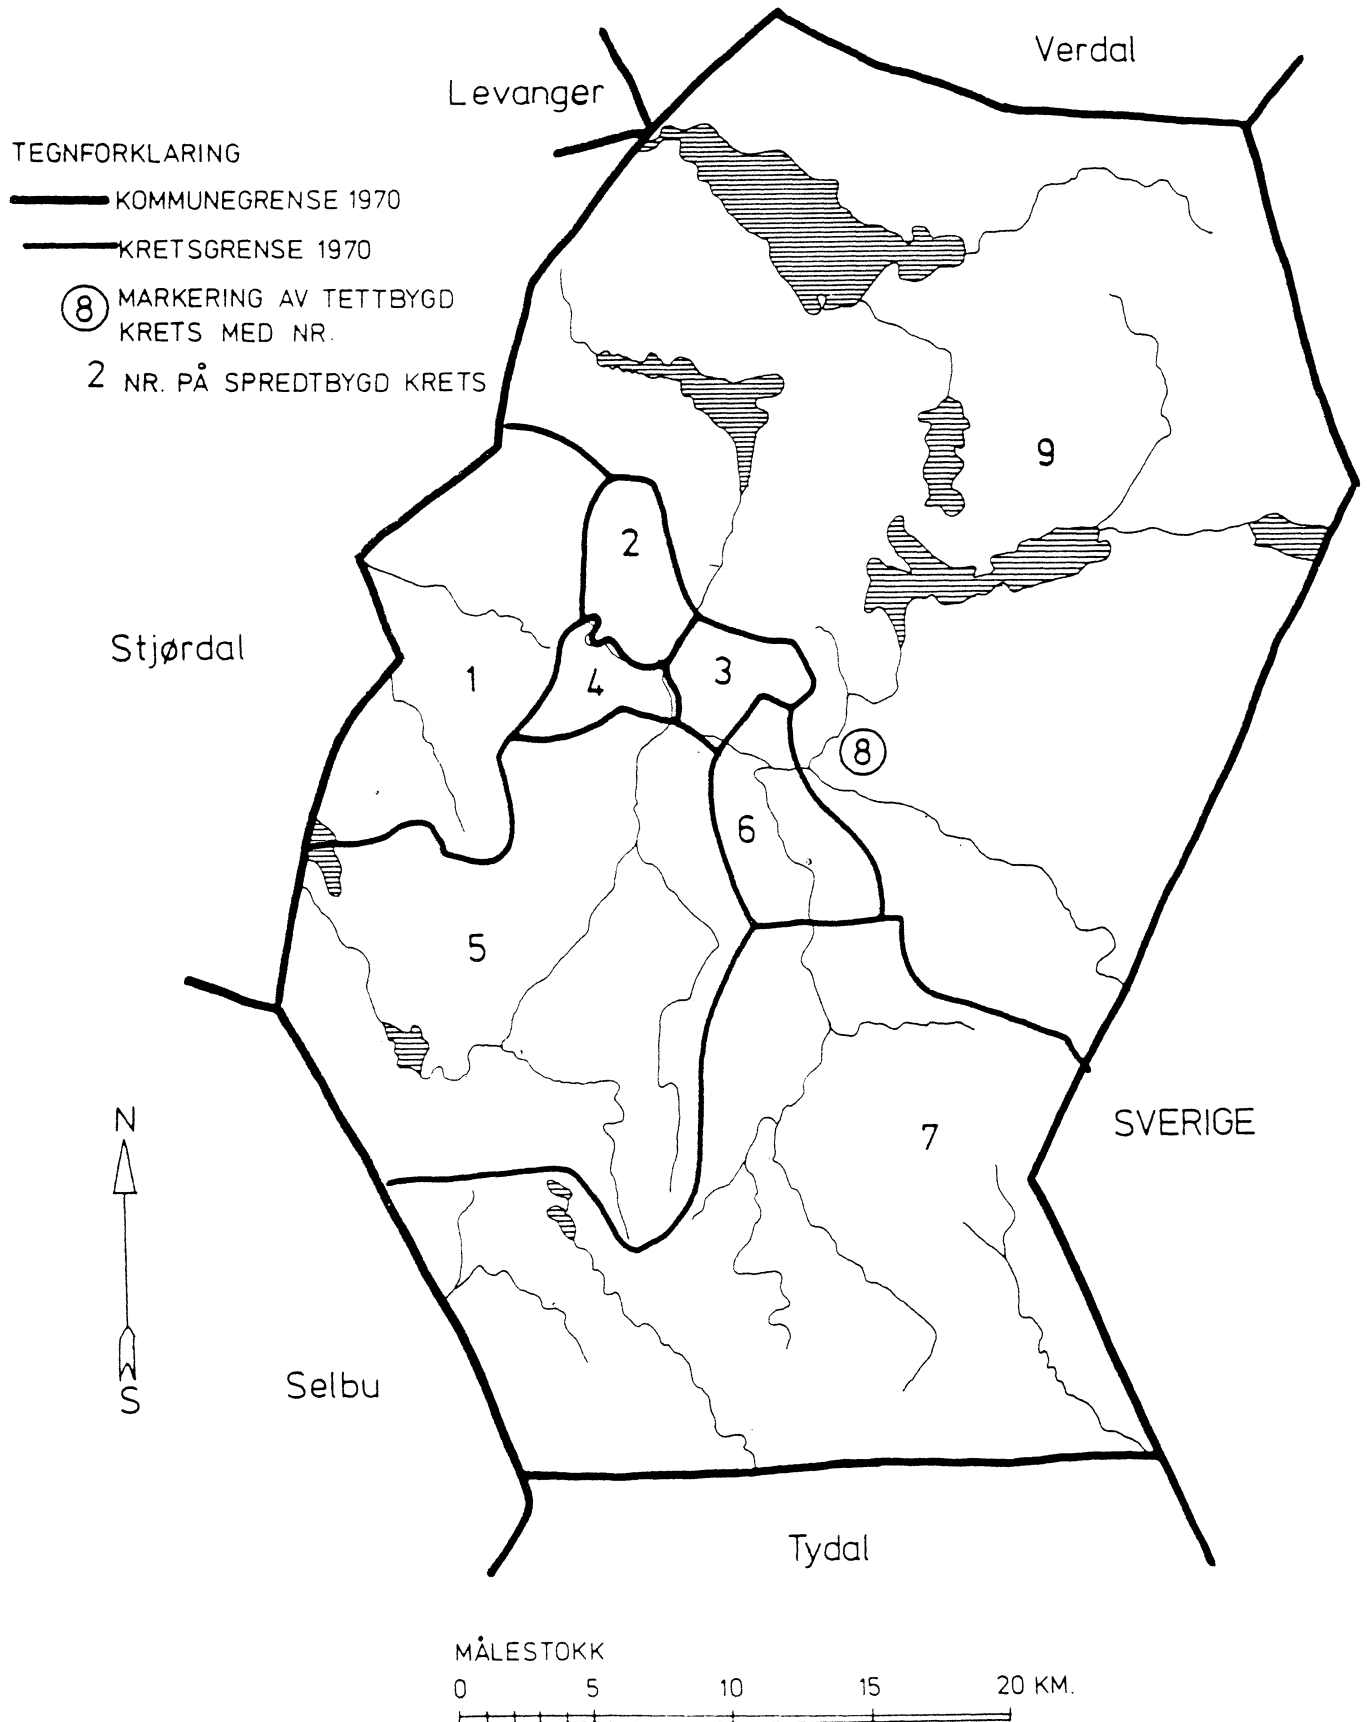 Verdal
Levanger
TEGNFORKLARING
KOMMUNEGRENSE 1970
KRETSGRENSE 1970
8 MARKERING AV TETTBYGD
KRETS MED NR.
2 NR. PÅ SPREDTBYGD KRETS
9
2
Stjørdal
1
4
3
8
6
5
N
7
SVERIGE
S
Selbu
Tydal
MÅLESTOKK
0 5 10 15 20 KM.